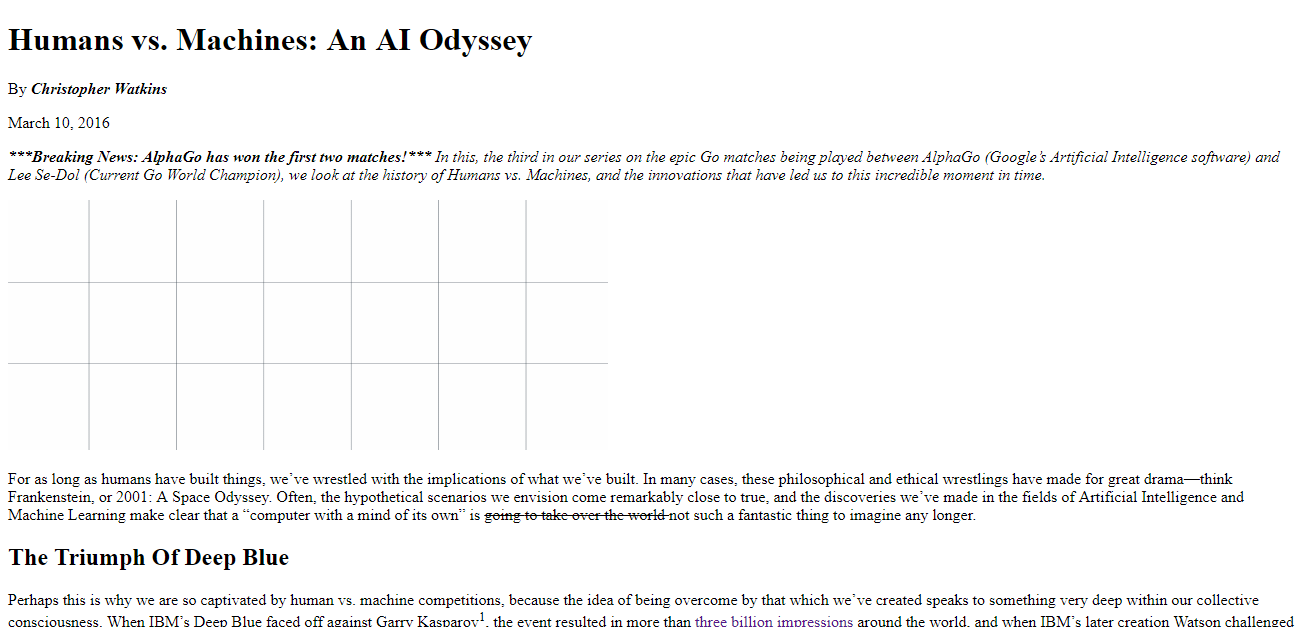 Humans vs. Machines: An AI Odyssey
By Christopher Watkins
March 10, 2016
***Breaking News: AlphaGo has won the first two matches!*** In this, the third in our series on the epic Go matches being played between AlphaGo (Google's Artificial Intelligence software) and
Lee Se-Dol (Current Go World Champion), we look at the history of Humans vs. Machines, and the innovations that have led us to this incredible moment in time.
For as long as humans have built things, we've wrestled with the implications of what we've built. In many cases, these philosophical and ethical wrestlings have made for great drama—think
Frankenstein, or 2001: A Space Odyssey. Often, the hypothetical scenarios we envision come remarkably close to true, and the discoveries we've made in the fields of Artificial Intelligence and
Machine Learning make clear that a “computer with a mind of its own” is going to take over the world not such a fantastic thing to imagine any longer.
The Triumph Of Deep Blue
Perhaps this is why we are so captivated by human vs. machine competitions, because the idea of being overcome by that which we've created speaks to something very deep within our collective
consciousness. When IBM's Deep Blue faced off against Garry Kasparov1, the event resulted in more than three billion impressions around the world, and when IBM's later creation Watson challenged